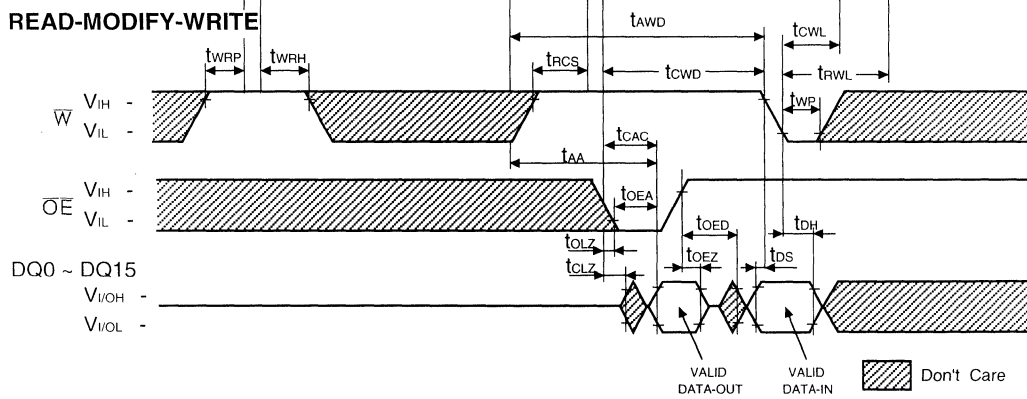 READ-MODIFY-WRITE
tAWD
tCWL
tWRP
tWRH
tRCS
tCWD
tRWL
VIH -
tWP
W
VIL -
tCAC
tAA
VIH -
tOEA
OE
VIL -
tOED
tDH
tOLZ
tOEZ
tDS
DQ0 ~ DQ15
tCLZ
VI/OH -
VI/OL -
VALID
DATA-OUT
VALID
DATA-IN
Don't Care